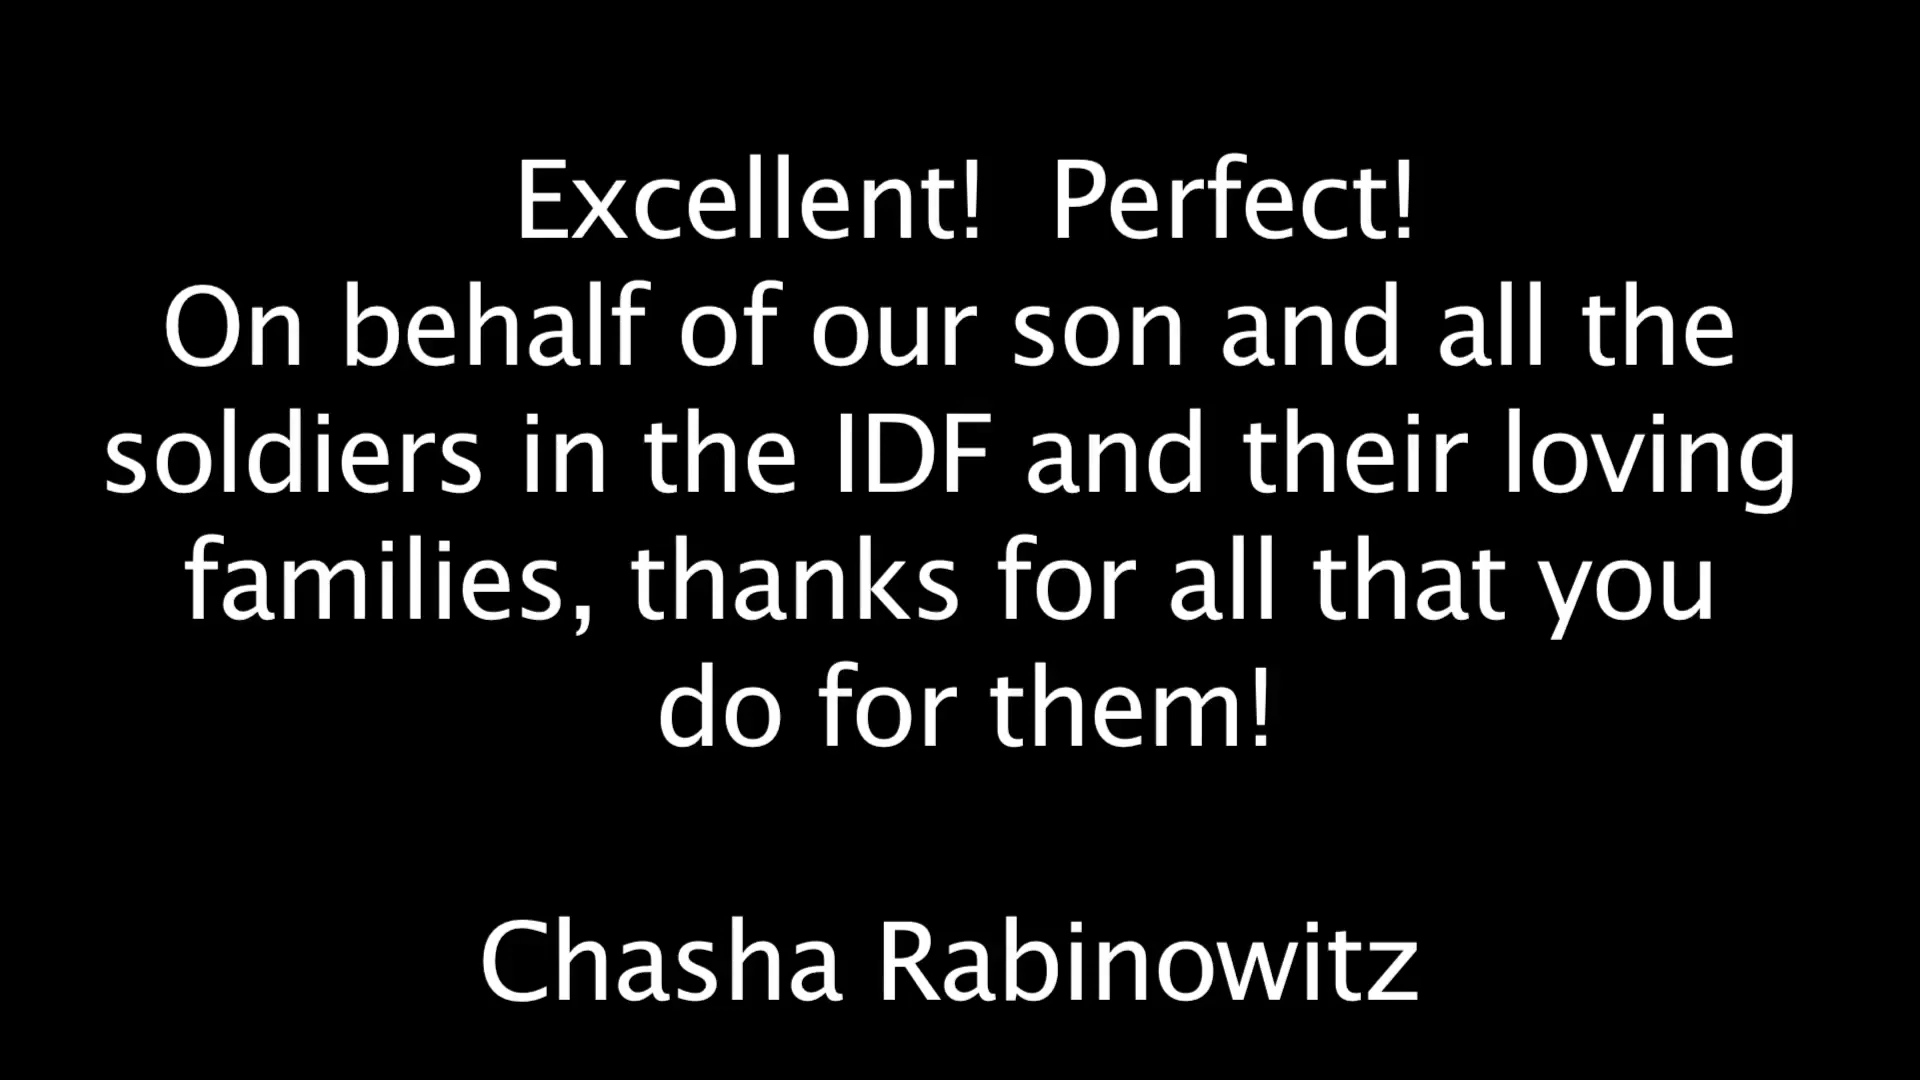 Excellent!  Perfect!
On behalf of our son and all the
soldiers in the IDF and their loving
families, thanks for all that you
do for them!
Chasha Rabinowitz